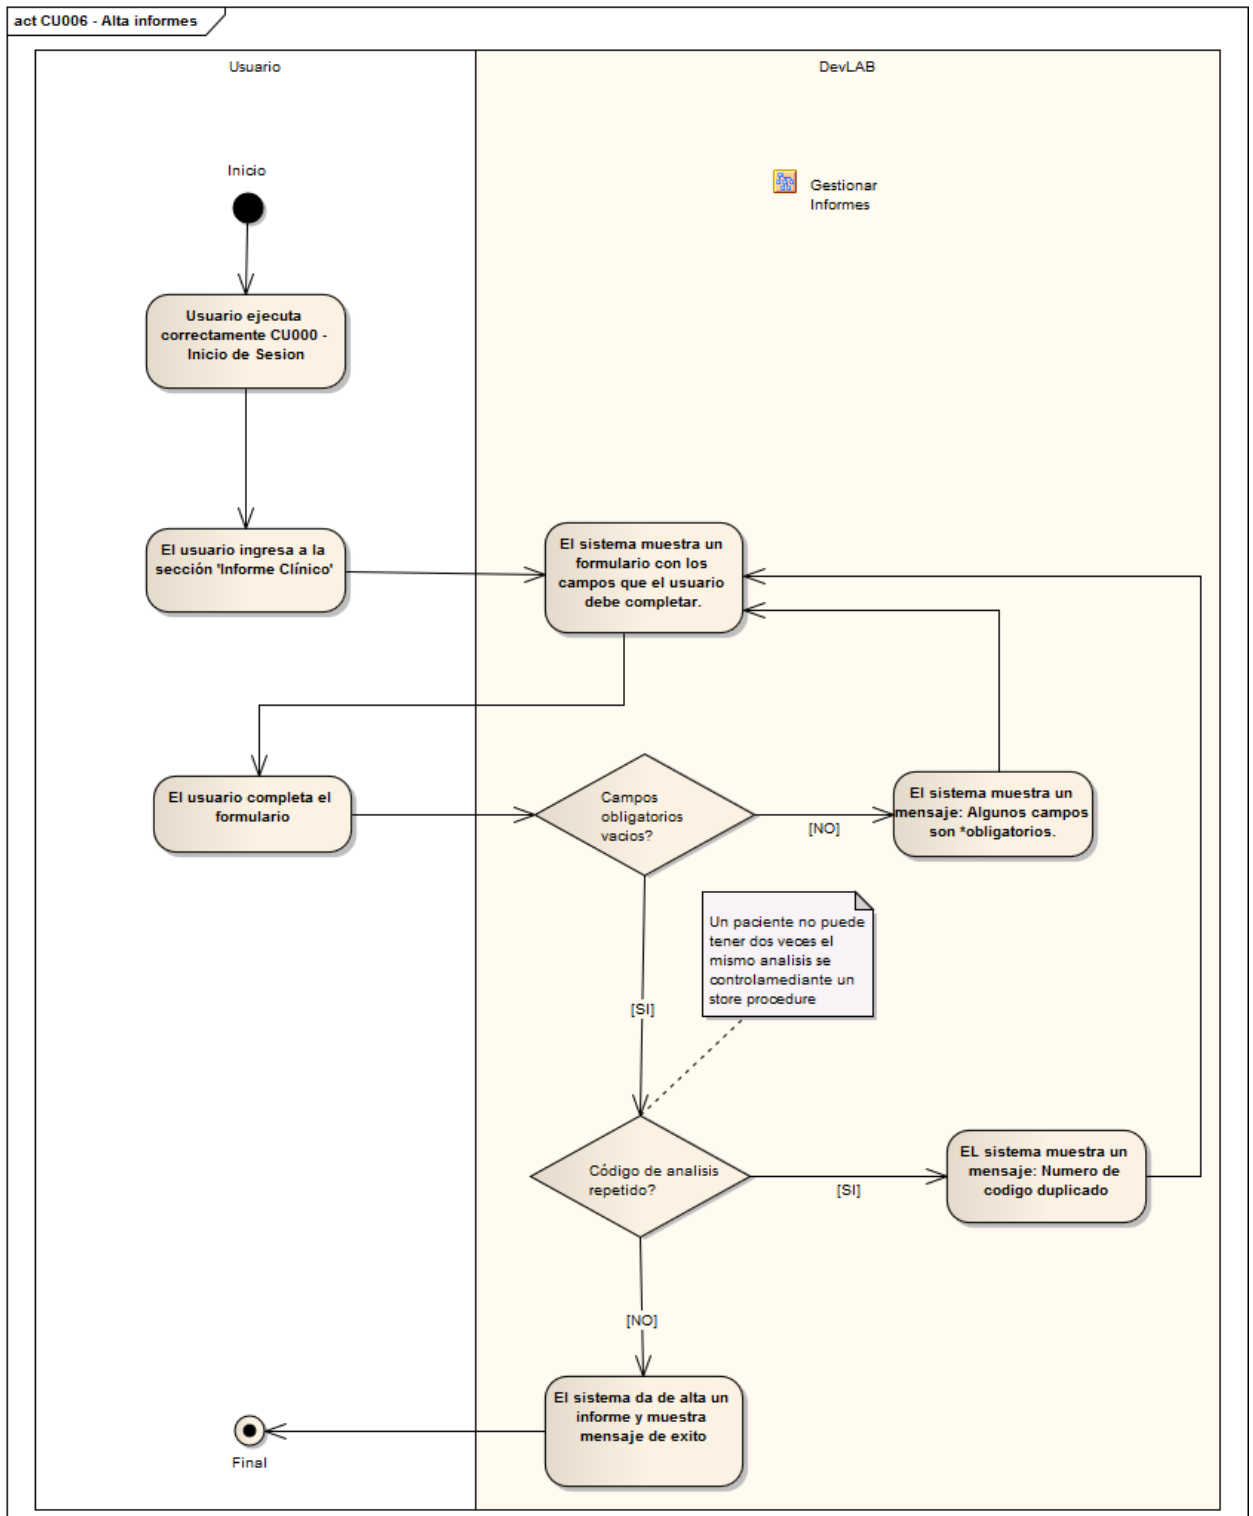 act CU006 - Alta informes
Usuario
DevLAB
Inicio
Gestionar
Informes
Usuario ejecuta
correctamente CU000 -
Inicio de Sesion
El usuario ingresa a la
sección 'Informe Clínico'
El sistema muestra un
formulario con los
campos que el usuario
debe completar.
El usuario completa el
formulario
Campos
obligatorios
vacios?
[NO]
El sistema muestra un
mensaje: Algunos campos
son *obligatorios.
Un paciente no puede
tener dos veces el
mismo analisis se
controlamediante un
store procedure
[SI]
Código de analisis
repetido?
[SI]
EL sistema muestra un
mensaje: Numero de
codigo duplicado
[NO]
El sistema da de alta un
informe y muestra
mensaje de exito
Final